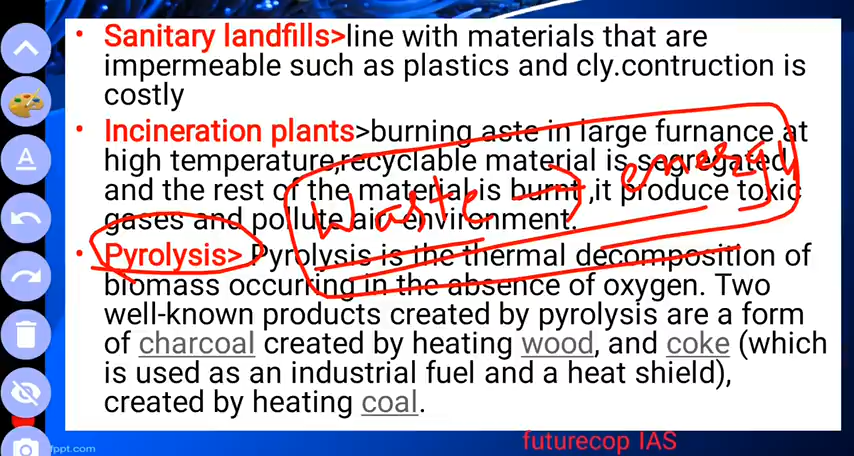 • Sanitary landfills>line with materials that are
impermeable such as plastics and cly.contruction is
costly
• Incineration plants>burning aste in large furnance at
high temperature,recyclable material is segregated
and the rest of the material is burnt ,it produce toxic
gases and pollute air environment.
waste → energy
• Pyrolysis> Pyrolysis is the thermal decomposition of
biomass occurring in the absence of oxygen. Two
well-known products created by pyrolysis are a form
of charcoal created by heating wood, and coke (which
is used as an industrial fuel and a heat shield),
created by heating coal.
fppt.com
futurecop IAS